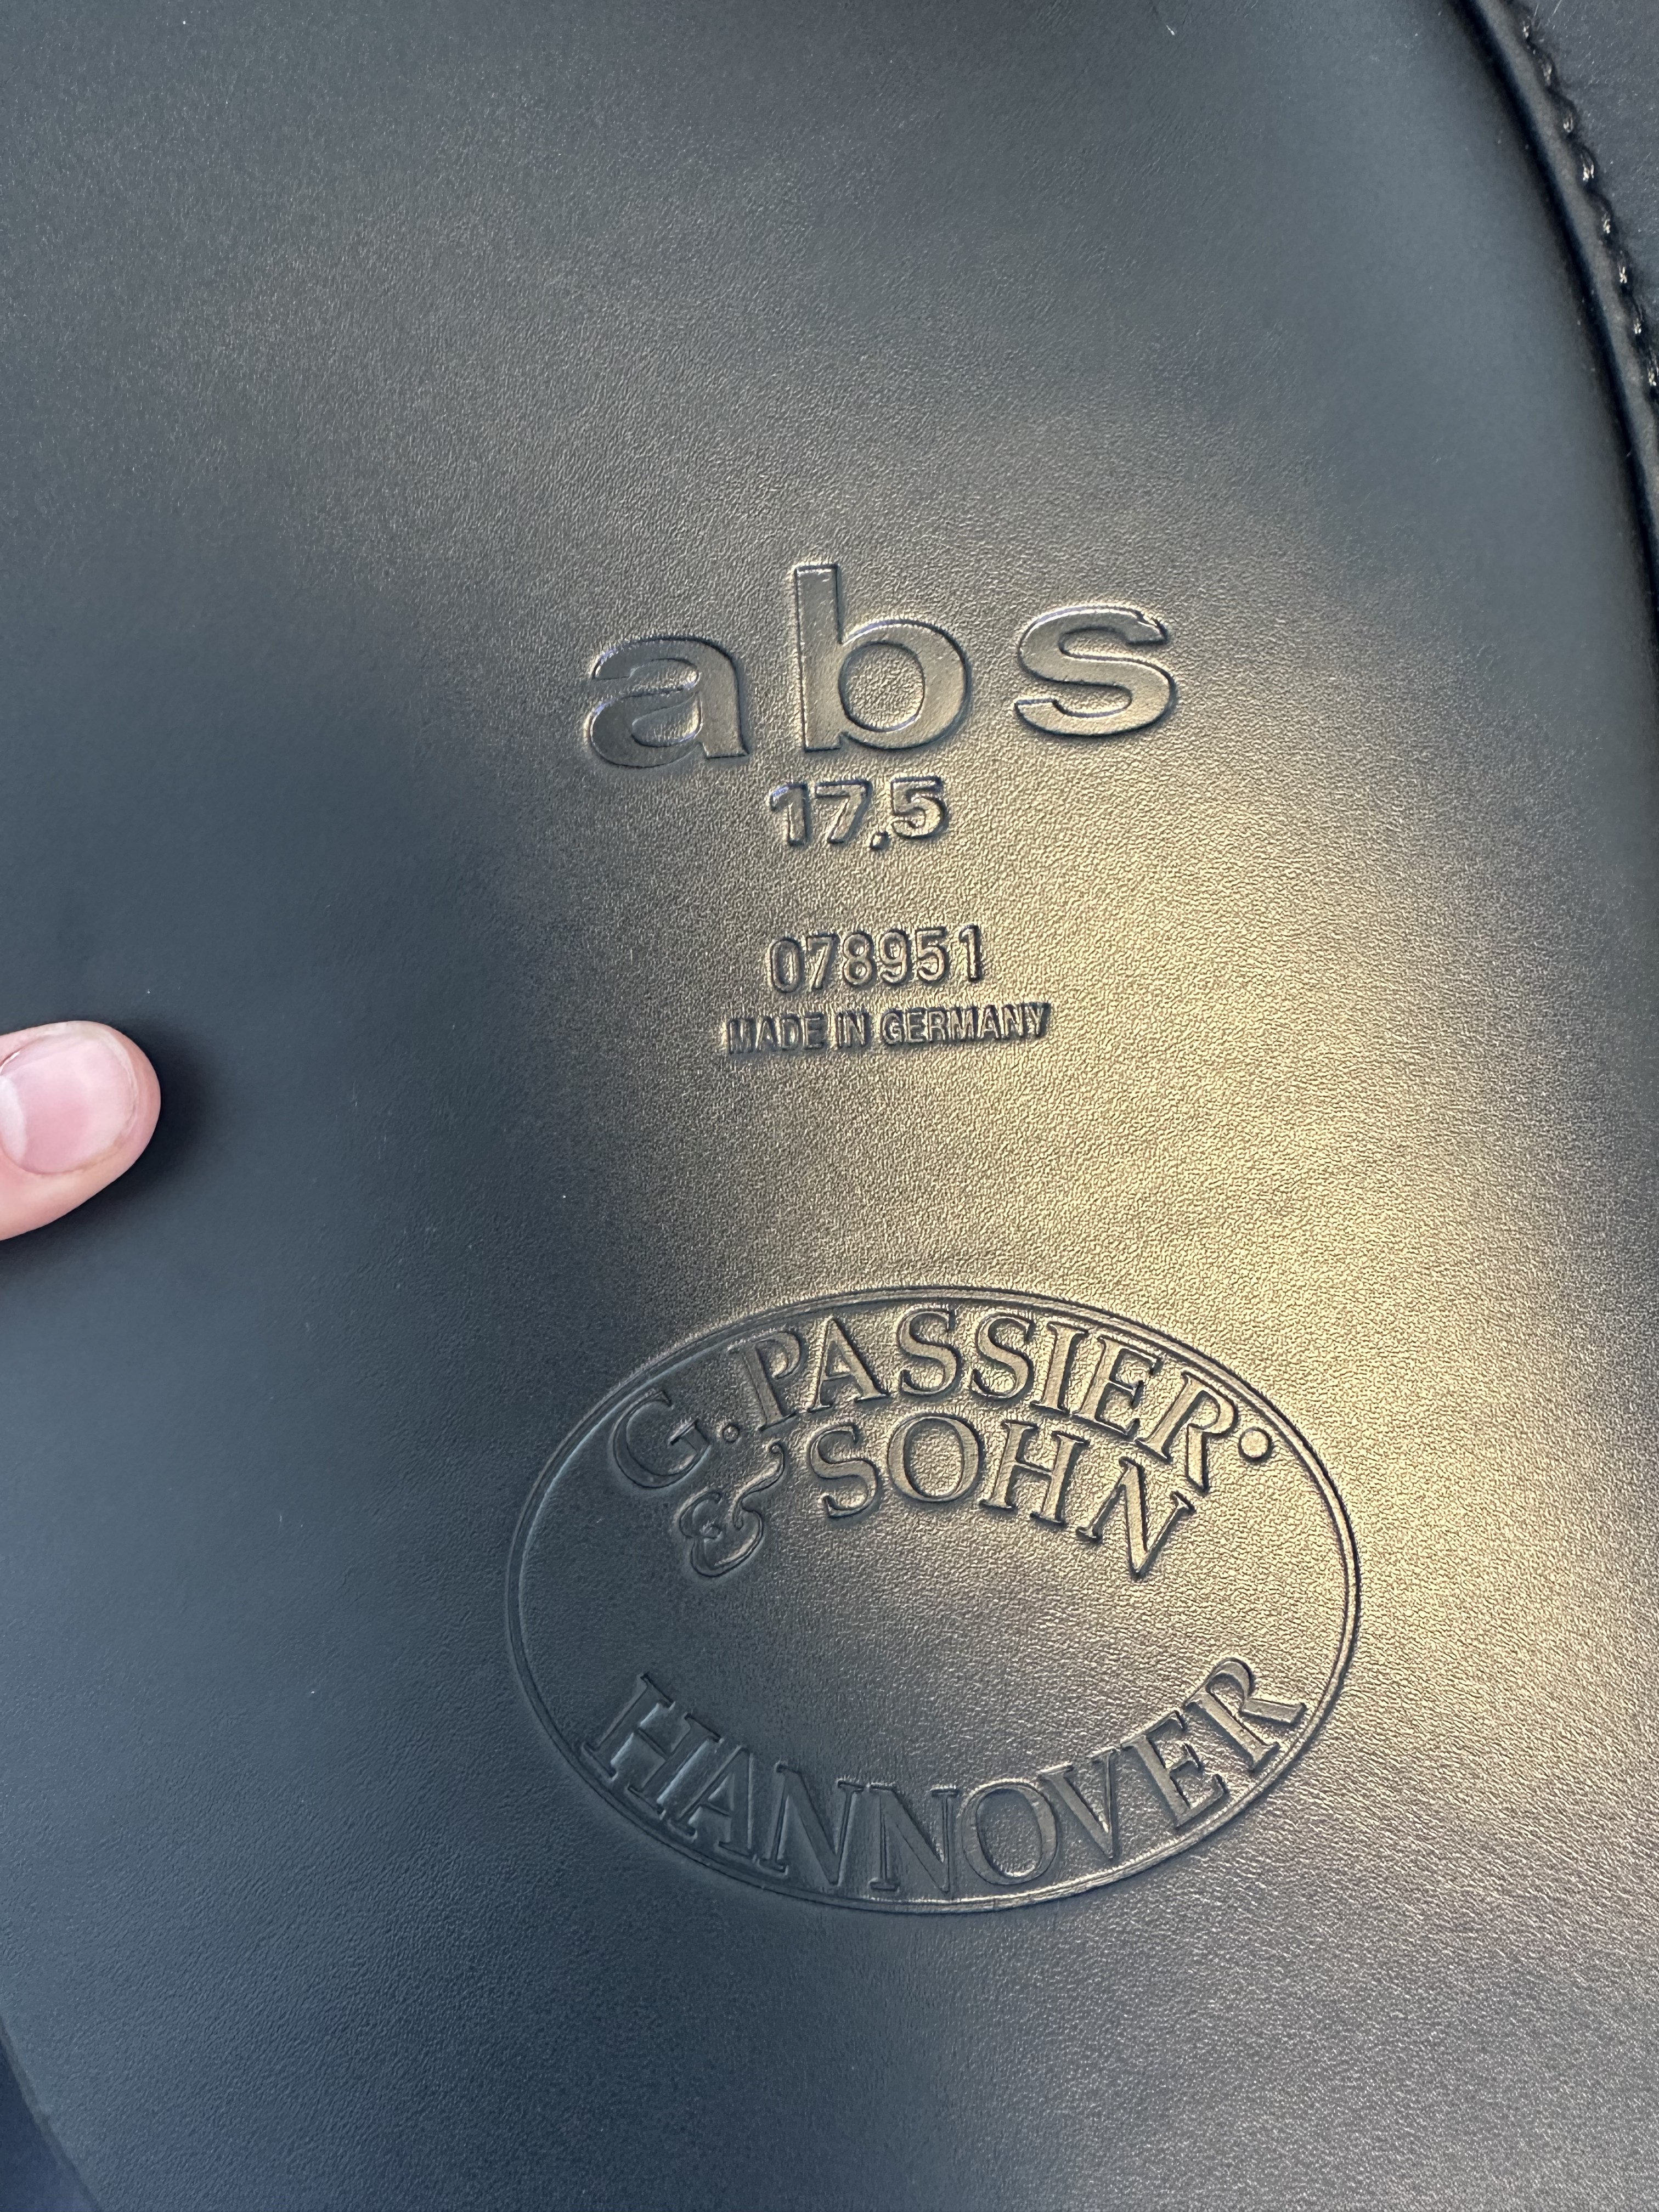 abs
17,5
078951
MADE IN GERMANY
G. PASSIER
& SOHN
HANNOVER